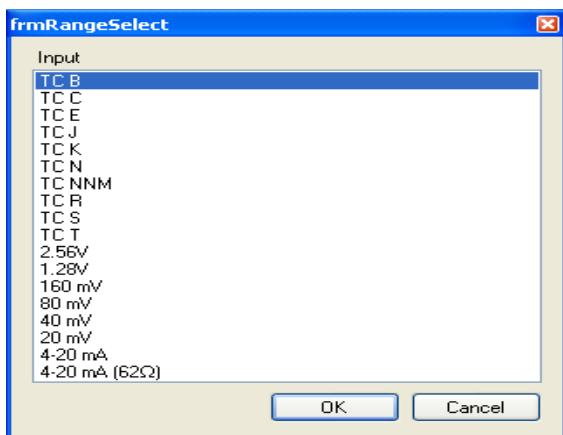 frmRangeSelect
Input
TC B
TC C
TC E
TC J
TC K
TC N
TC NNM
TC R
TC S
TC T
2.56V
1.28V
160 mV
80 mV
40 mV
20 mV
4-20 mA
4-20 mA (62Ω)
OK Cancel